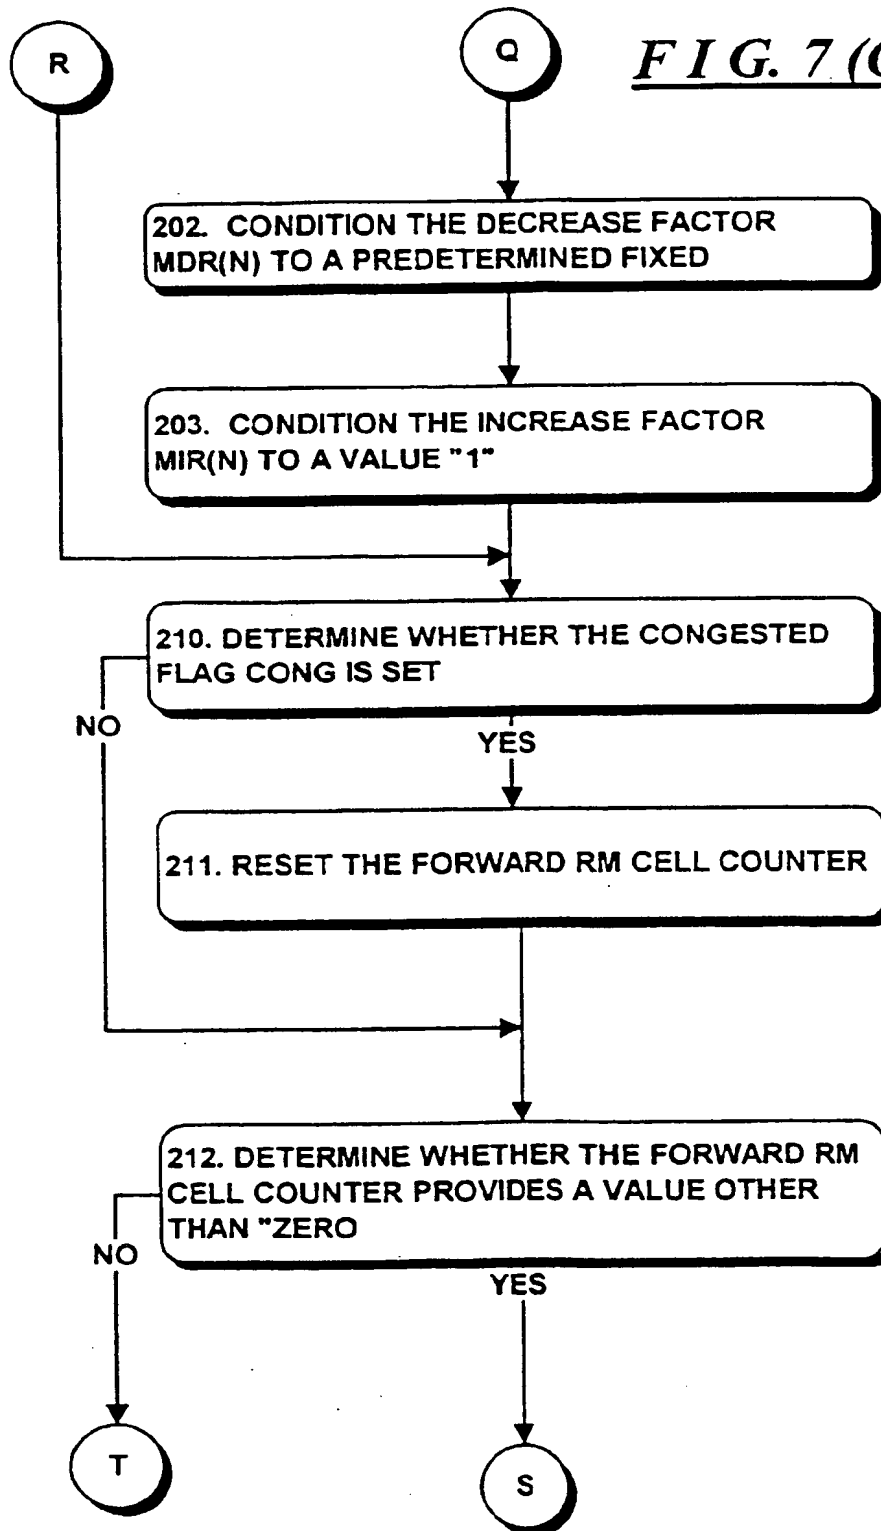 R
Q
FIG. 7 (
202. CONDITION THE DECREASE FACTOR
MDR(N) TO A PREDETERMINED FIXED
203. CONDITION THE INCREASE FACTOR
MIR(N) TO A VALUE "1"
210. DETERMINE WHETHER THE CONGESTED
FLAG CONG IS SET
NO
YES
211. RESET THE FORWARD RM CELL COUNTER
212. DETERMINE WHETHER THE FORWARD RM
CELL COUNTER PROVIDES A VALUE OTHER
THAN "ZERO
NO
YES
T
S